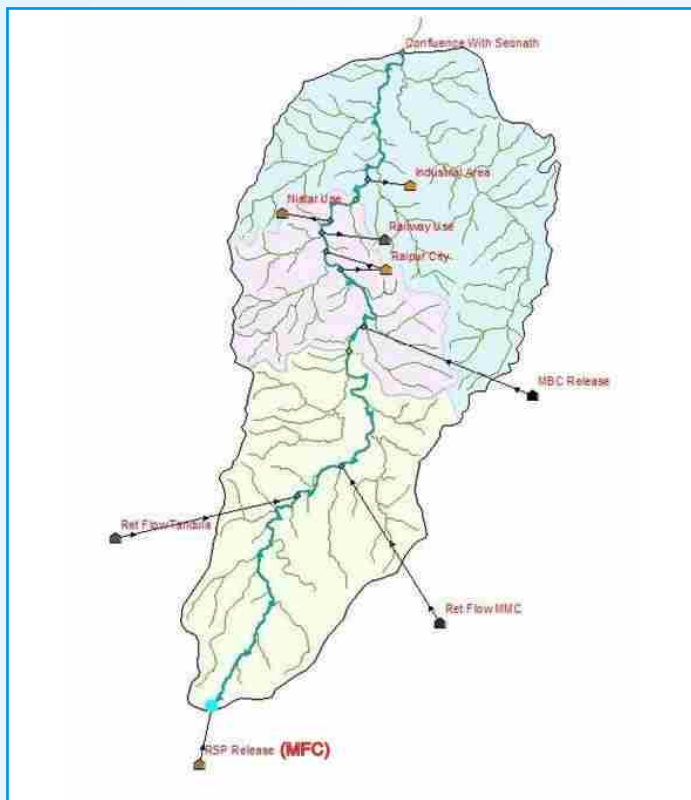 Confluence With Seonath
Industrial Area
Nistar Use
Railway Use
Raipur City
MBC Release
Ret Flow Tandula
Ret Flow MMC
RSP Release (MFC)